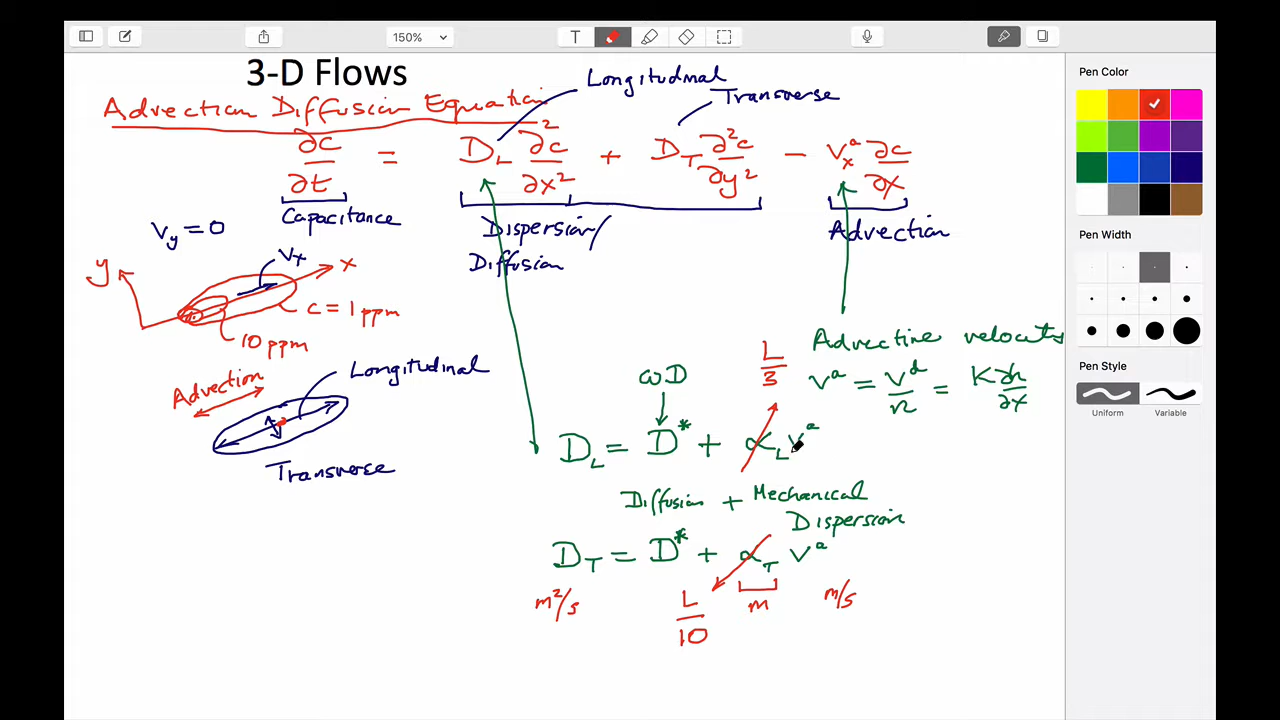 150%
T
3-D Flows
Longitudinal
Transverse
Advection Diffusion Equation
∂c/∂t = D_L ∂²c/∂x² + D_T ∂²c/∂y² − v_x^a ∂c/∂x
Capacitance
Dispersion/
Diffusion
Advection
v_y = 0
y
v_x
x
c = 1 ppm
10 ppm
Advection
Longitudinal
Transverse
Advective velocity
v^a = v^d/n = K∂h/∂x
L/3
ωD
D_L = D* + α_L v^a
Diffusion + Mechanical
Dispersion
D_T = D* + α_T v^a
m²/s
L/10
m
m/s
Pen Color
Pen Width
Pen Style
Uniform
Variable